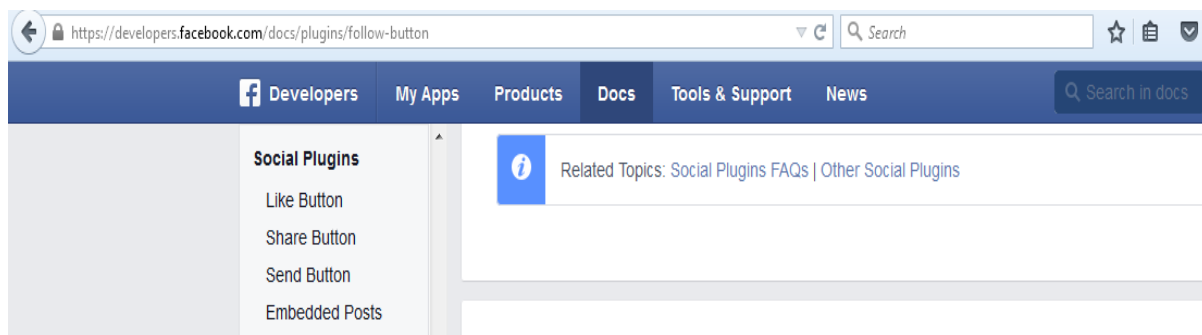 https://developers.facebook.com/docs/plugins/follow-button
Search
Developers
My Apps
Products
Docs
Tools & Support
News
Search in docs
Social Plugins
Like Button
Share Button
Send Button
Embedded Posts
Related Topics: Social Plugins FAQs | Other Social Plugins